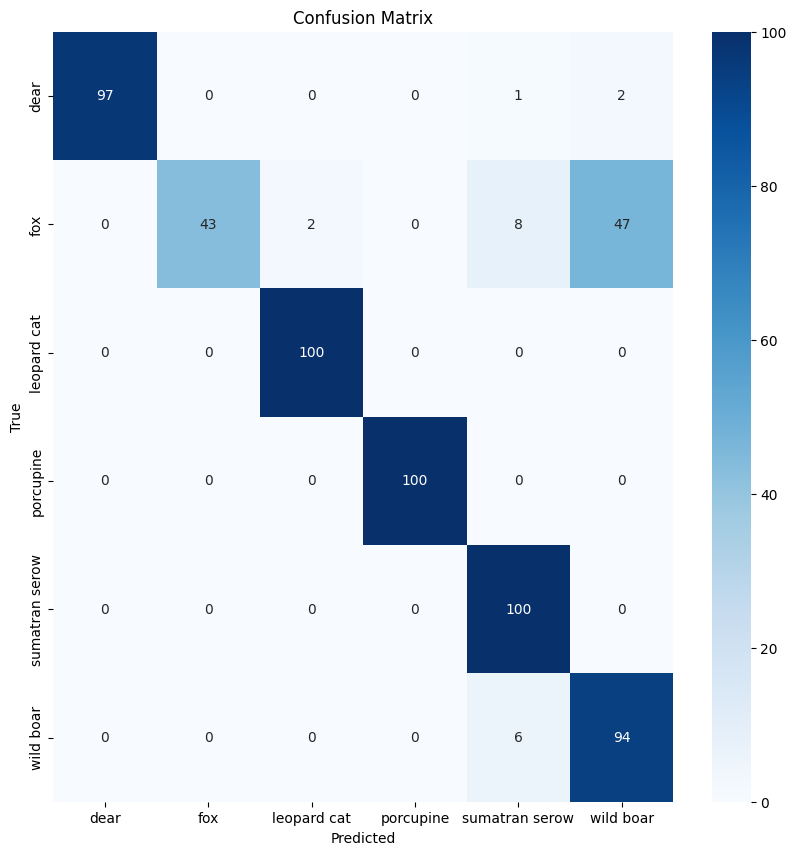 Confusion Matrix
dear 97 0 0 0 1 2
fox 0 43 2 0 8 47
leopard cat 0 0 100 0 0 0
porcupine 0 0 0 100 0 0
sumatran serow 0 0 0 0 100 0
wild boar 0 0 0 0 6 94
True
dear fox leopard cat porcupine sumatran serow wild boar
Predicted
100
80
60
40
20
0